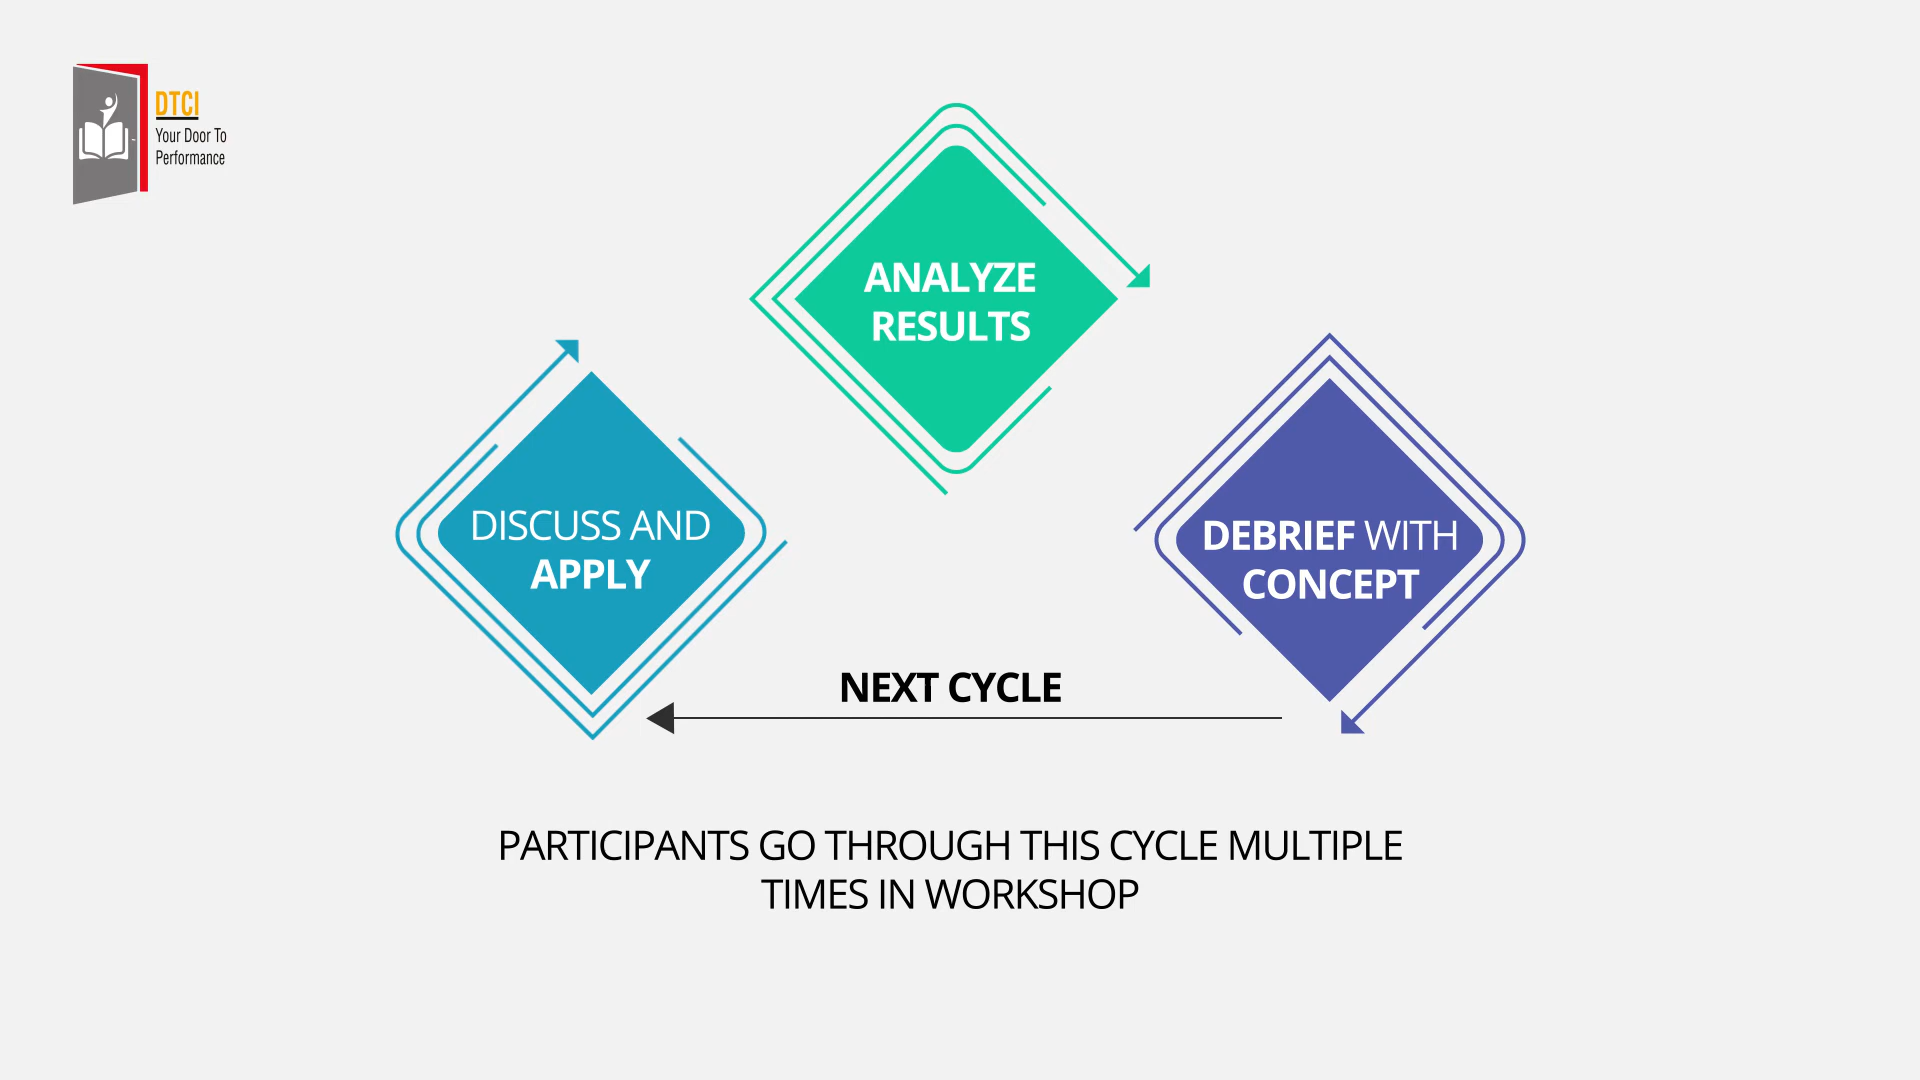 DTCI
Your Door To
Performance
ANALYZE
RESULTS
DISCUSS AND
APPLY
DEBRIEF WITH
CONCEPT
NEXT CYCLE
PARTICIPANTS GO THROUGH THIS CYCLE MULTIPLE
TIMES IN WORKSHOP